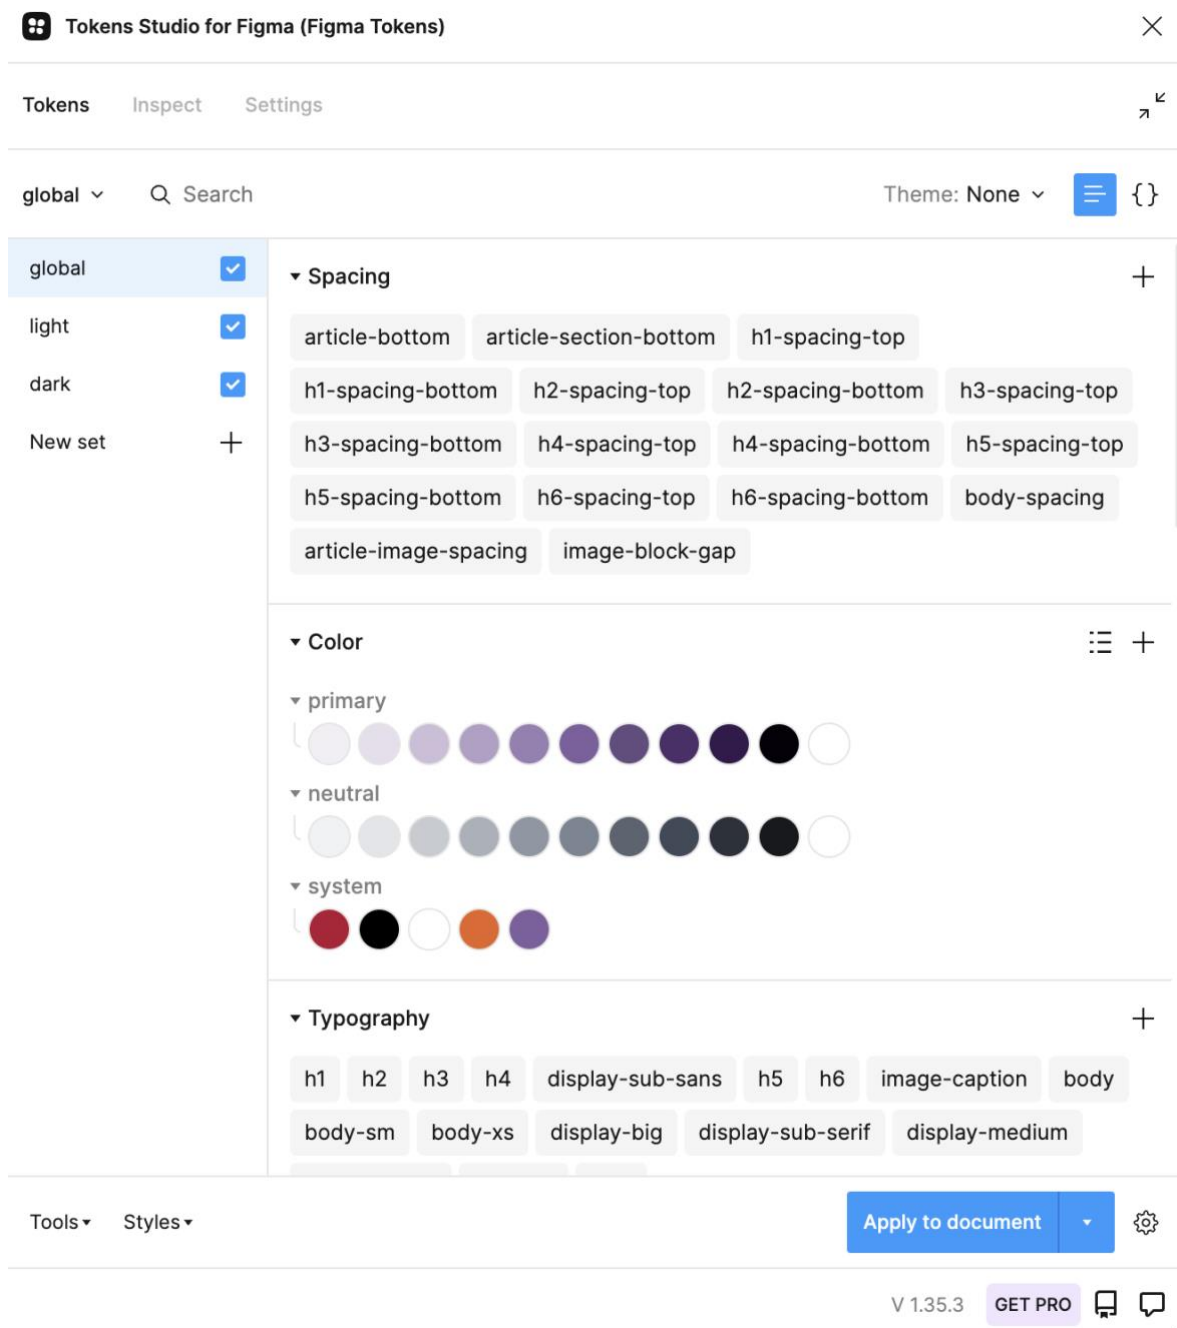 Tokens Studio for Figma (Figma Tokens)
Tokens Inspect Settings
global Search Theme: None {}
global
light
dark
New set
Spacing
article-bottom article-section-bottom h1-spacing-top
h1-spacing-bottom h2-spacing-top h2-spacing-bottom h3-spacing-top
h3-spacing-bottom h4-spacing-top h4-spacing-bottom h5-spacing-top
h5-spacing-bottom h6-spacing-top h6-spacing-bottom body-spacing
article-image-spacing image-block-gap
Color
primary
neutral
system
Typography
h1 h2 h3 h4 display-sub-sans h5 h6 image-caption body
body-sm body-xs display-big display-sub-serif display-medium
Tools Styles Apply to document
V 1.35.3 GET PRO